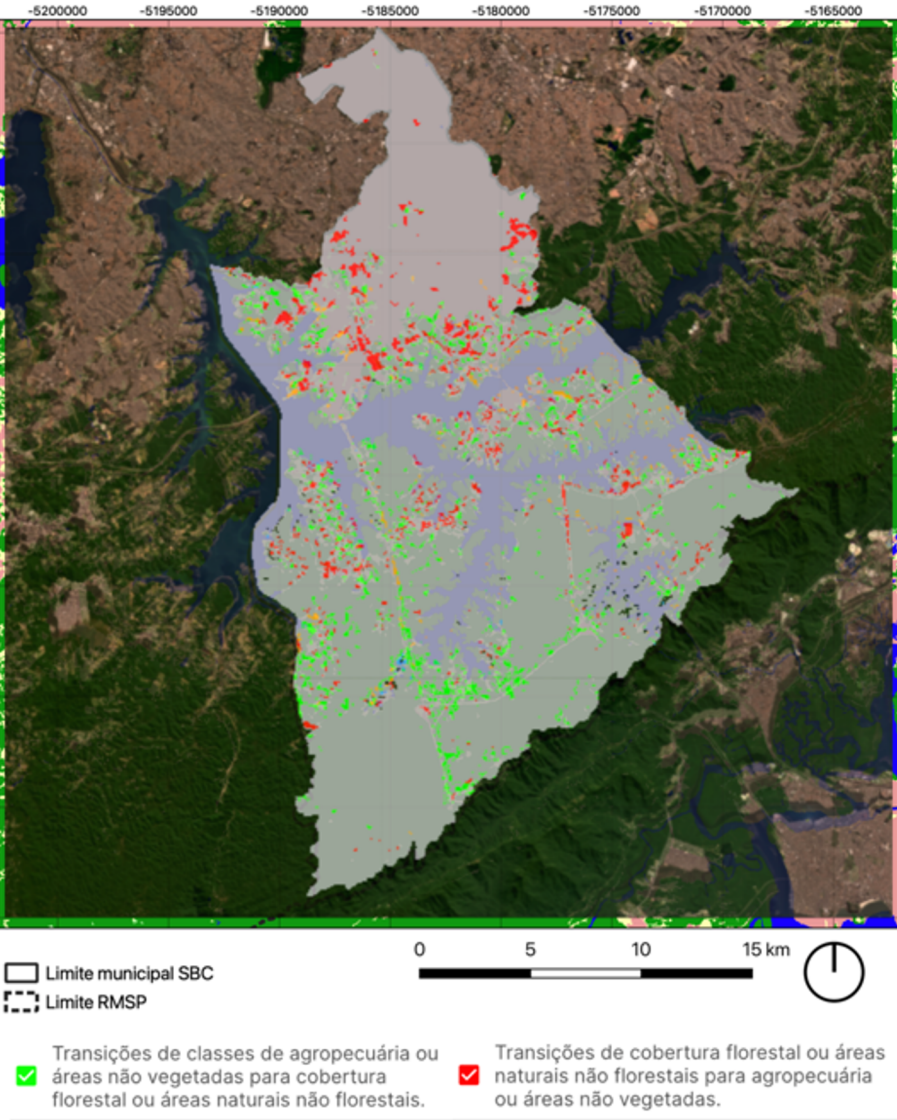 -5200000 -5195000 -5190000 -5185000 -5180000 -5175000 -5170000 -5165000
0 5 10 15 km
Limite municipal SBC
Limite RMSP
Transições de classes de agropecuária ou
áreas não vegetadas para cobertura
florestal ou áreas naturais não florestais.
Transições de cobertura florestal ou áreas
naturais não florestais para agropecuária
ou áreas não vegetadas.